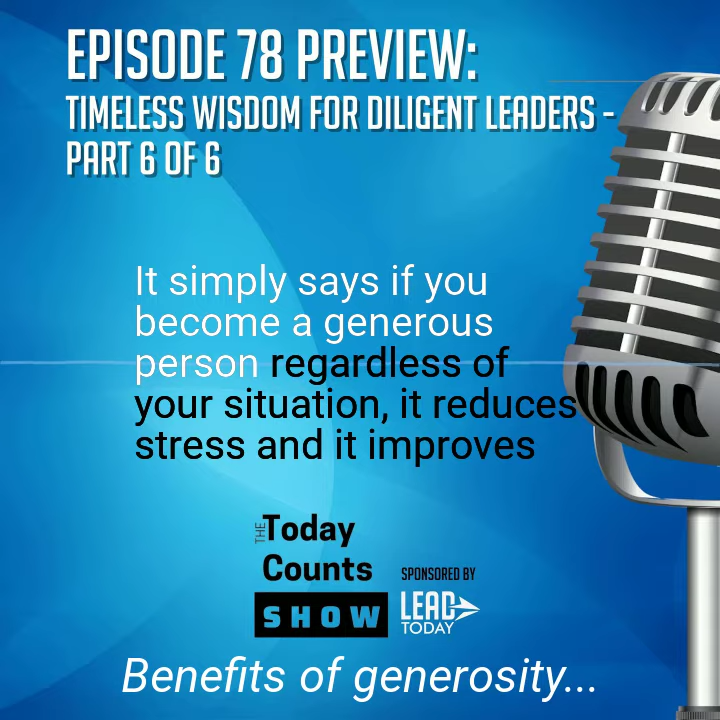 EPISODE 78 PREVIEW:
TIMELESS WISDOM FOR DILIGENT LEADERS -
PART 6 OF 6
It simply says if you
become a generous
person regardless of
your situation, it reduces
stress and it improves
THE Today
Counts
SHOW
SPONSORED BY
LEAD
TODAY
Benefits of generosity...